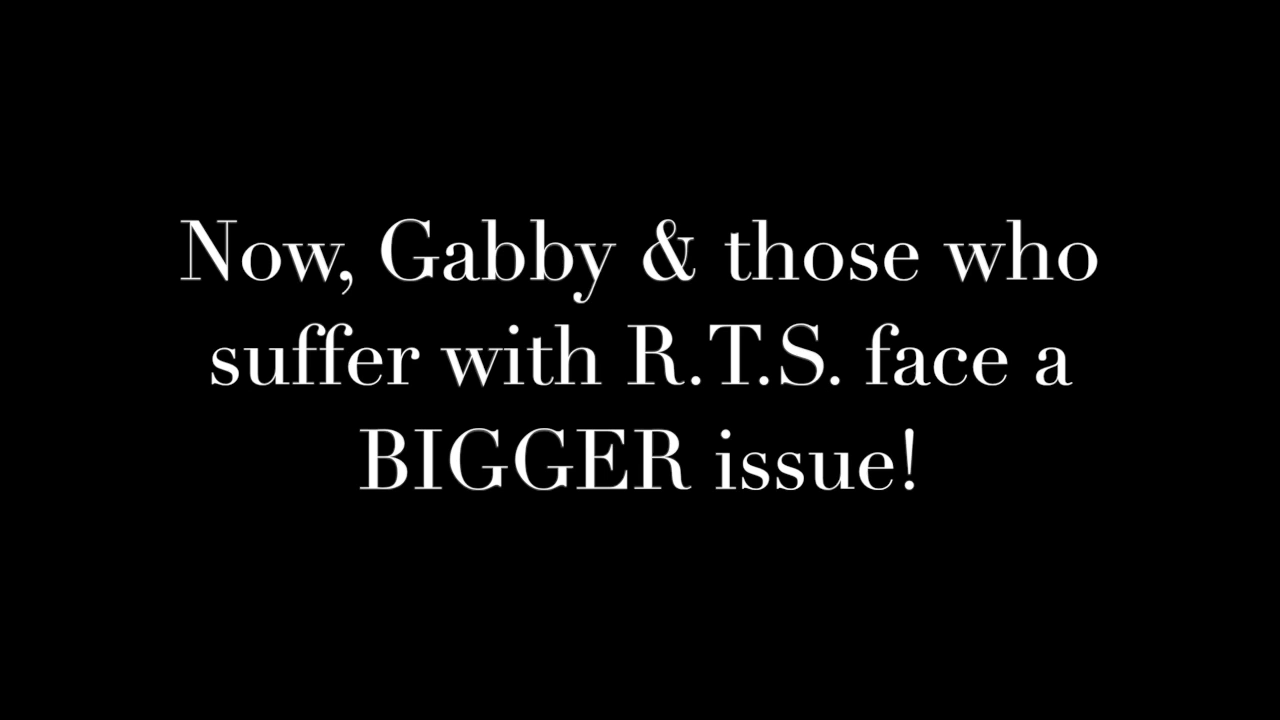 Now, Gabby & those who
suffer with R.T.S. face a
BIGGER issue!